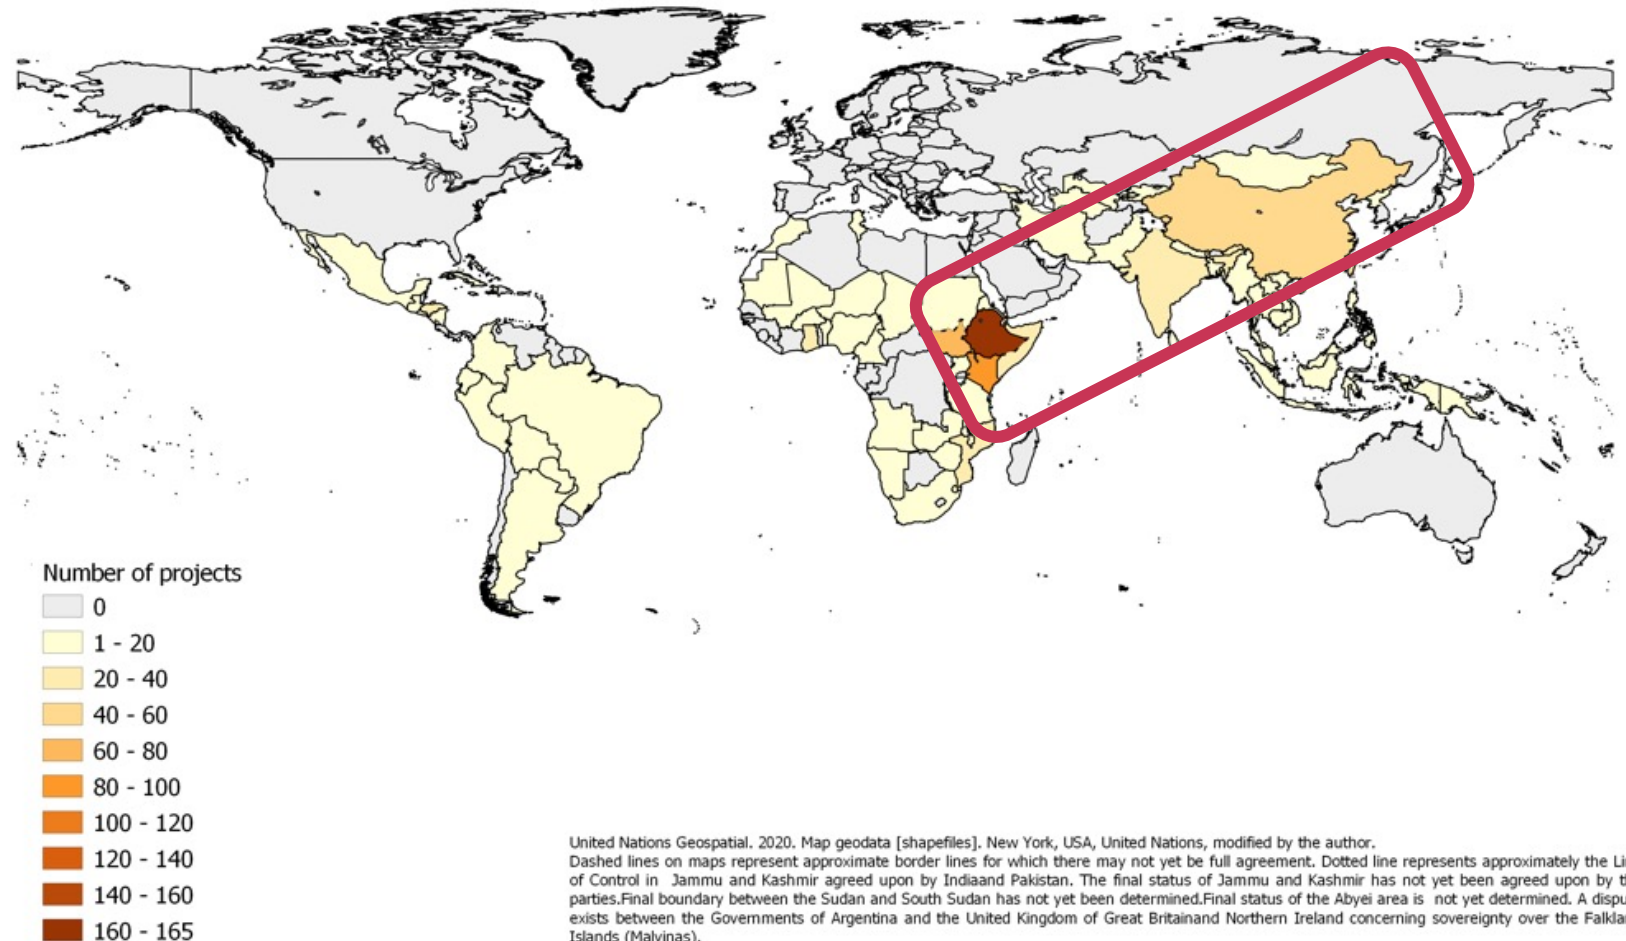 Number of projects
0
1 - 20
20 - 40
40 - 60
60 - 80
80 - 100
100 - 120
120 - 140
140 - 160
160 - 165
United Nations Geospatial. 2020. Map geodata [shapefiles]. New York, USA, United Nations, modified by the author.
Dashed lines on maps represent approximate border lines for which there may not yet be full agreement. Dotted line represents approximately the Li
of Control in Jammu and Kashmir agreed upon by Indiaand Pakistan. The final status of Jammu and Kashmir has not yet been agreed upon by t
parties.Final boundary between the Sudan and South Sudan has not yet been determined.Final status of the Abyei area is not yet determined. A dispu
exists between the Governments of Argentina and the United Kingdom of Great Britainand Northern Ireland concerning sovereignty over the Falklan
Islands (Malvinas).